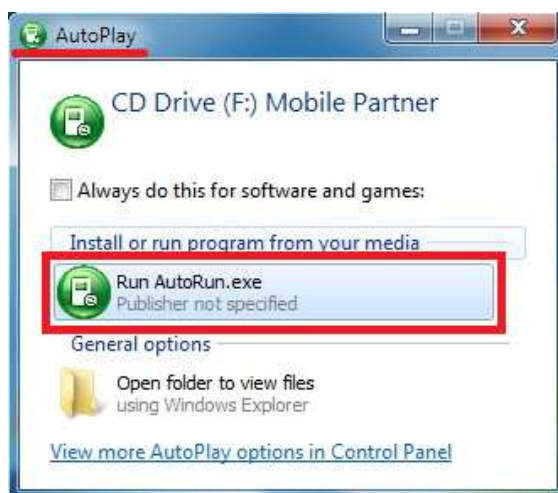 AutoPlay
CD Drive (F:) Mobile Partner
Always do this for software and games:
Install or run program from your media
Run AutoRun.exe
Publisher not specified
General options
Open folder to view files
using Windows Explorer
View more AutoPlay options in Control Panel